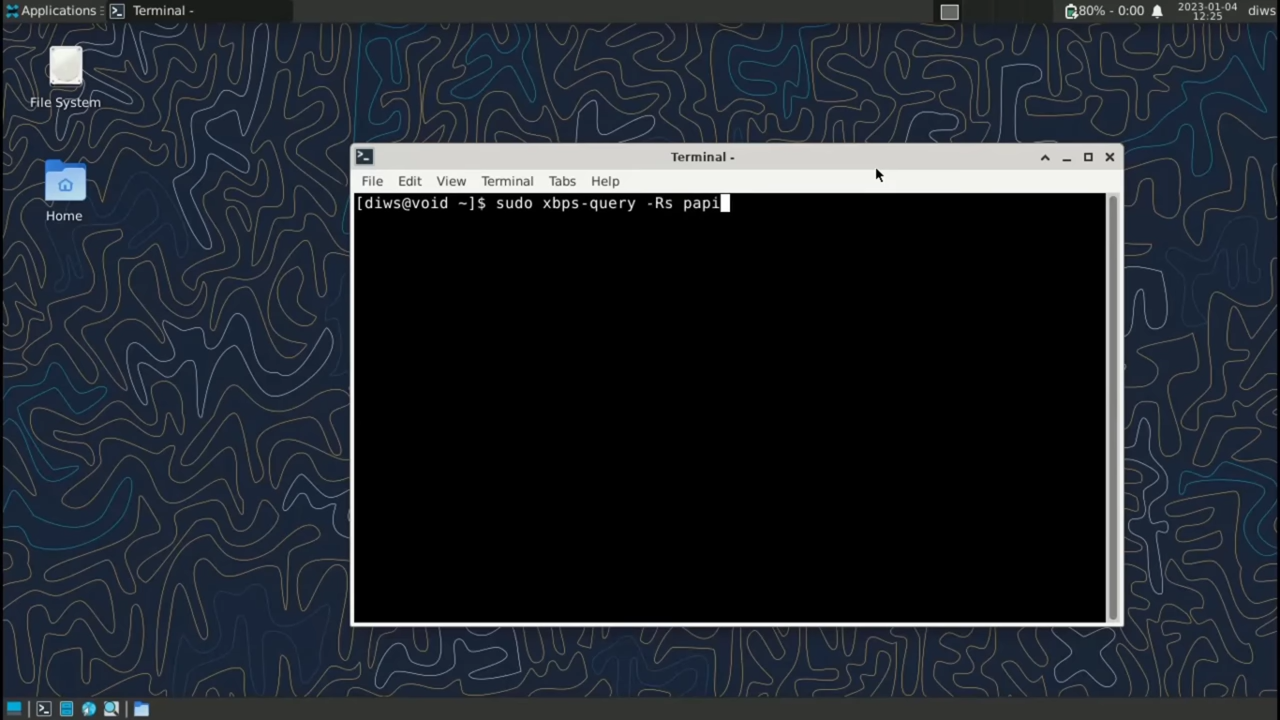 Applications
Terminal -
80% - 0:00
2023-01-04
12:25
diws
File System
Home
Terminal -
File Edit View Terminal Tabs Help
[diws@void ~]$ sudo xbps-query -Rs papi